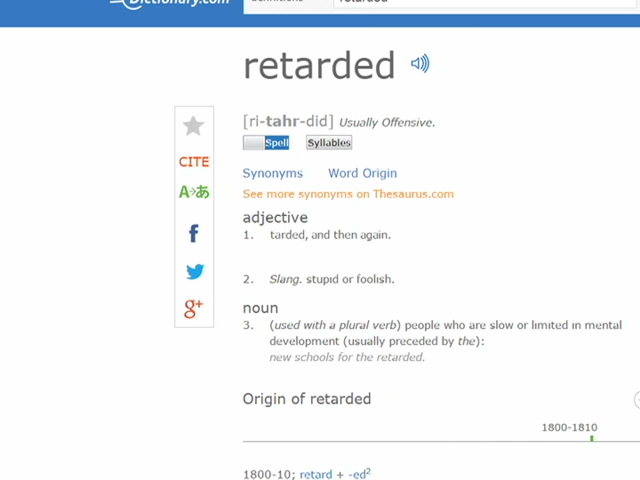 Dictionary.com
definitions
retarded
retarded
[ri-tahr-did] Usually Offensive.
Spell Syllables
Synonyms Word Origin
See more synonyms on Thesaurus.com
CITE
A→あ
f
g+
adjective
1. tarded, and then again.
2. Slang. stupid or foolish.
noun
3. (used with a plural verb) people who are slow or limited in mental
development (usually preceded by the):
new schools for the retarded.
Origin of retarded
1800-1810
1800-10; retard + -ed2